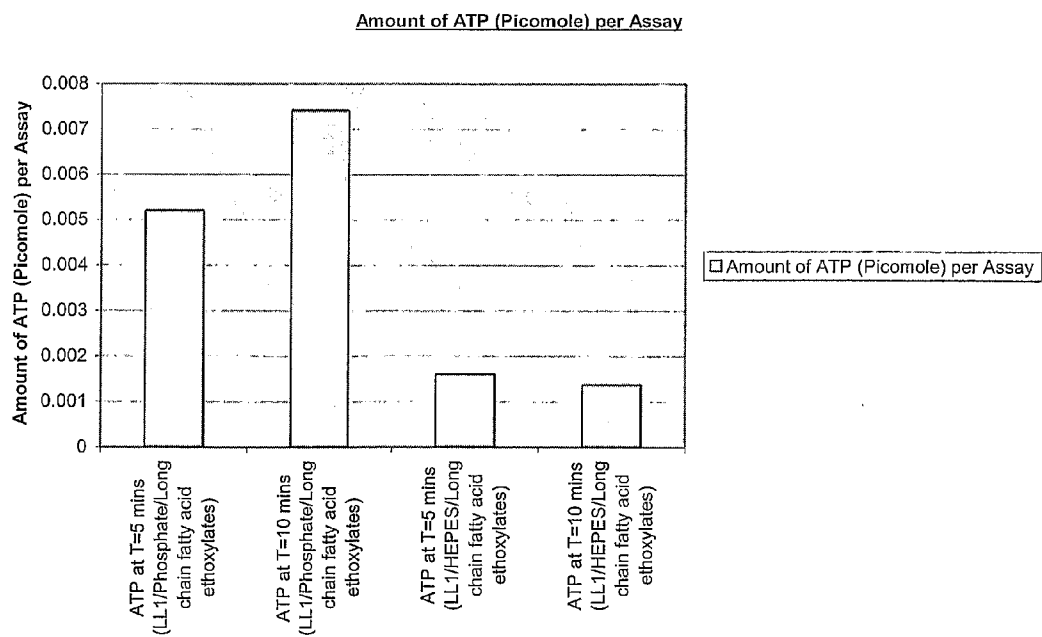 Amount of ATP (Picomole) per Assay
Amount of ATP (Picomole) per Assay
0.008
0.007
0.006
0.005
0.004
0.003
0.002
0.001
0
ATP at T=5 mins
(LL1/Phosphate/Long
chain fatty acid
ethoxylates)
ATP at T=10 mins
(LL1/Phosphate/Long
chain fatty acid
ethoxylates)
ATP at T=5 mins
(LL1/HEPES/Long
chain fatty acid
ethoxylates)
ATP at T=10 mins
(LL1/HEPES/Long
chain fatty acid
ethoxylates)
Amount of ATP (Picomole) per Assay